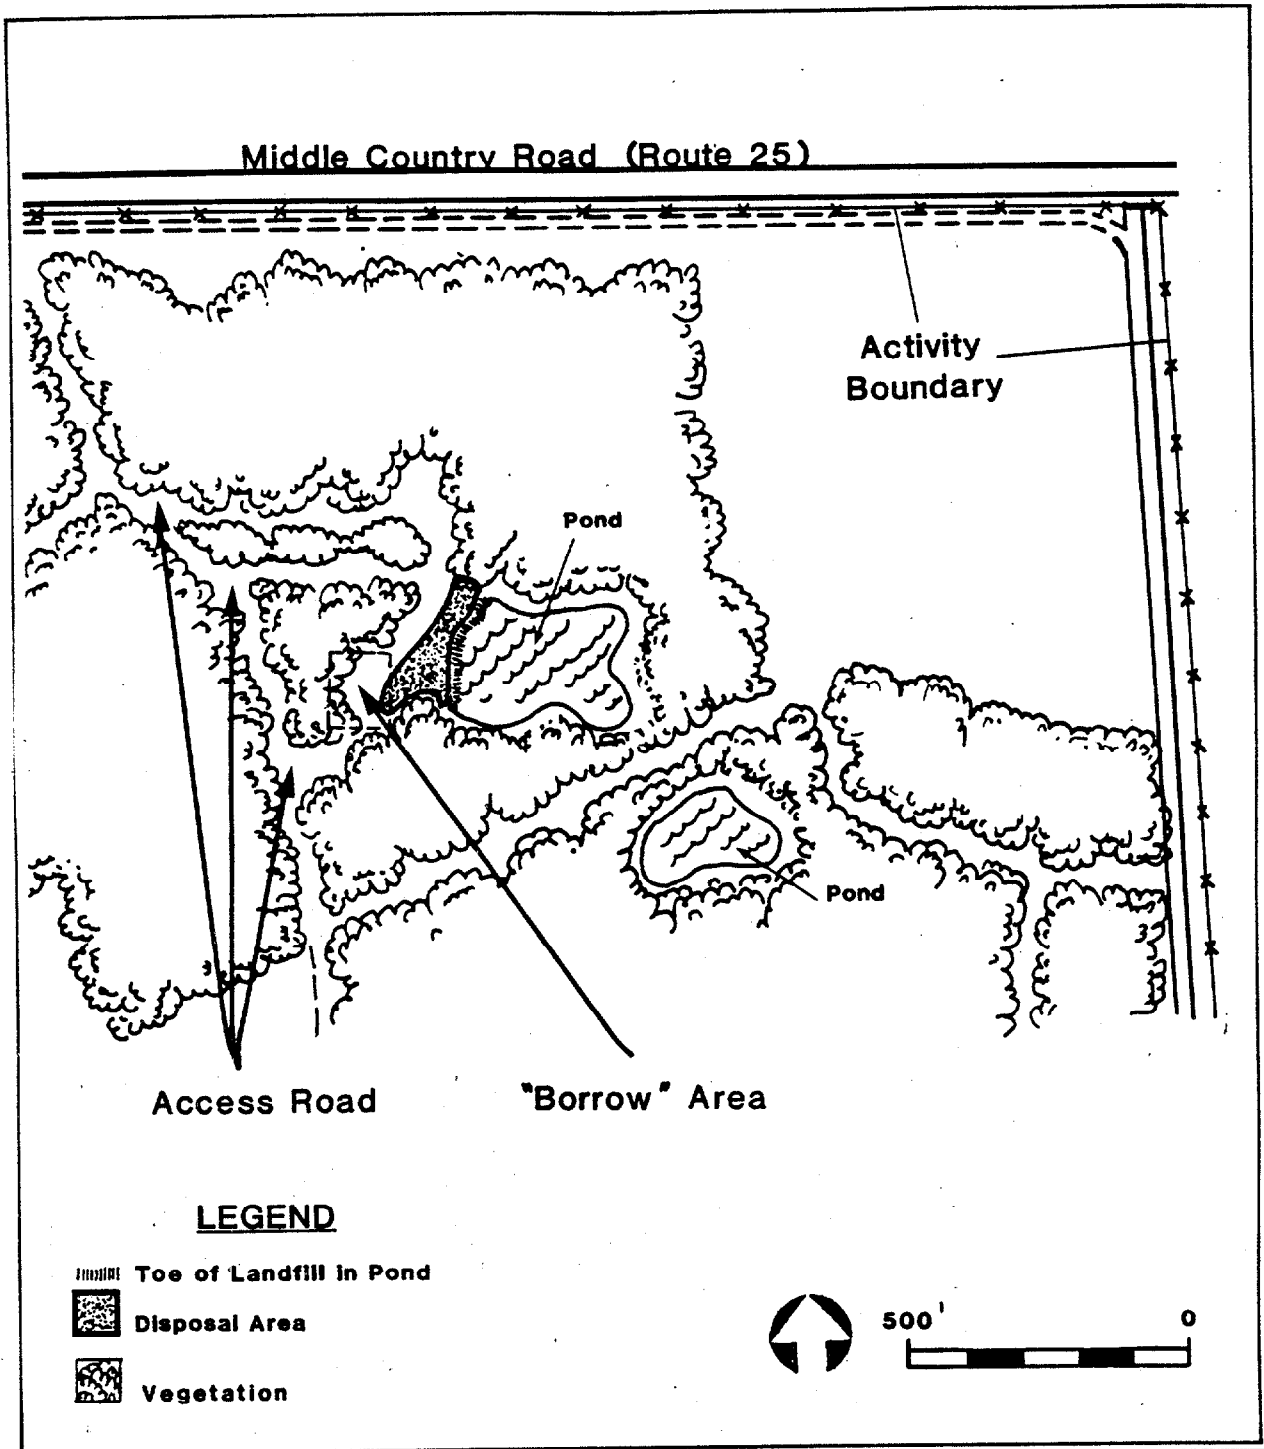 Middle Country Road (Route 25)
Activity
Boundary
Pond
Pond
Access Road
"Borrow" Area
LEGEND
Toe of Landfill in Pond
Disposal Area
Vegetation
500' 0